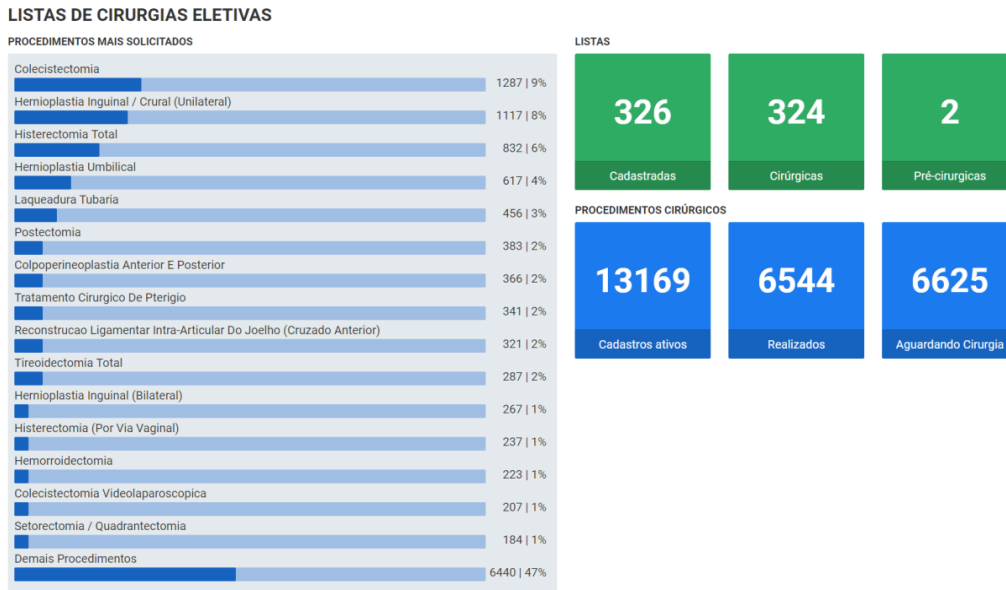 LISTAS DE CIRURGIAS ELETIVAS
PROCEDIMENTOS MAIS SOLICITADOS
Colecistectomia
1287 | 9%
Hernioplastia Inguinal / Crural (Unilateral)
1117 | 8%
Histerectomia Total
832 | 6%
Hernioplastia Umbilical
617 | 4%
Laqueadura Tubaria
456 | 3%
Postectomia
383 | 2%
Colpoperineoplastia Anterior E Posterior
366 | 2%
Tratamento Cirurgico De Pterigio
341 | 2%
Reconstrucao Ligamentar Intra-Articular Do Joelho (Cruzado Anterior)
321 | 2%
Tireoidectomia Total
287 | 2%
Hernioplastia Inguinal (Bilateral)
267 | 1%
Histerectomia (Por Via Vaginal)
237 | 1%
Hemorroidectomia
223 | 1%
Colecistectomia Videolaparoscopica
207 | 1%
Setorectomia / Quadrantectomia
184 | 1%
Demais Procedimentos
6440 | 47%
LISTAS
326
Cadastradas
324
Cirúrgicas
2
Pré-cirurgicas
PROCEDIMENTOS CIRÚRGICOS
13169
Cadastros ativos
6544
Realizados
6625
Aguardando Cirurgia